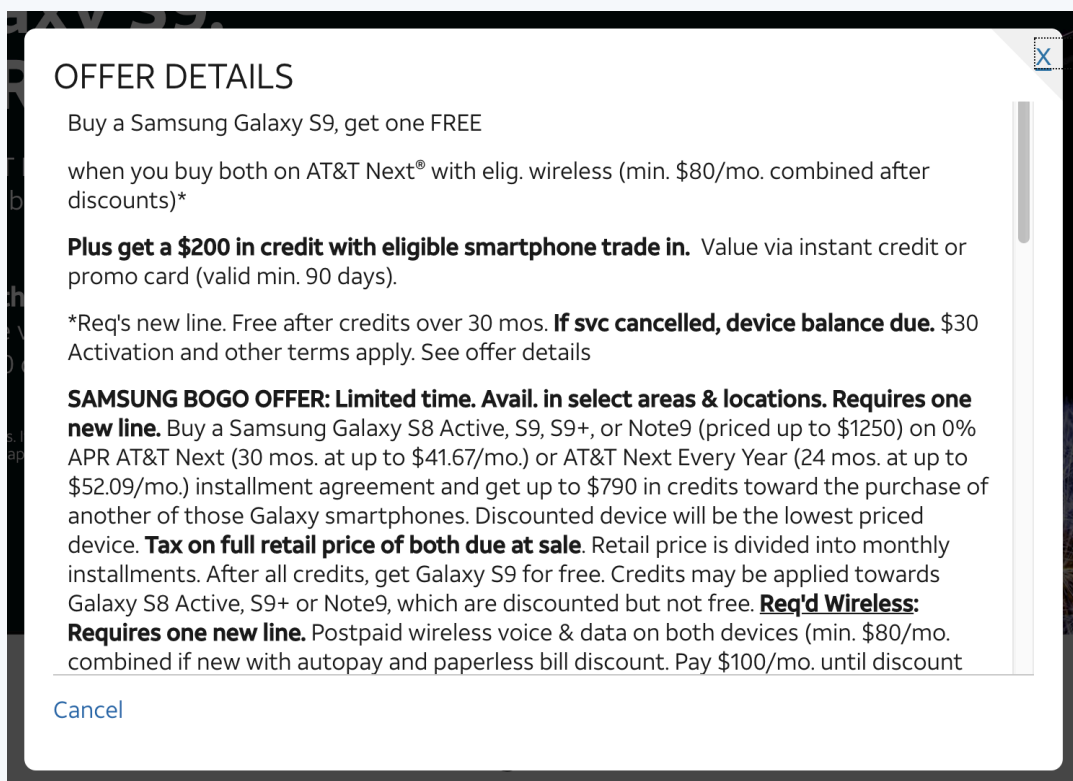 axy S9.
X
OFFER DETAILS
Buy a Samsung Galaxy S9, get one FREE
when you buy both on AT&T Next® with elig. wireless (min. $80/mo. combined after
discounts)*
Plus get a $200 in credit with eligible smartphone trade in. Value via instant credit or
promo card (valid min. 90 days).
*Req's new line. Free after credits over 30 mos. If svc cancelled, device balance due. $30
Activation and other terms apply. See offer details
SAMSUNG BOGO OFFER: Limited time. Avail. in select areas & locations. Requires one
new line. Buy a Samsung Galaxy S8 Active, S9, S9+, or Note9 (priced up to $1250) on 0%
APR AT&T Next (30 mos. at up to $41.67/mo.) or AT&T Next Every Year (24 mos. at up to
$52.09/mo.) installment agreement and get up to $790 in credits toward the purchase of
another of those Galaxy smartphones. Discounted device will be the lowest priced
device. Tax on full retail price of both due at sale. Retail price is divided into monthly
installments. After all credits, get Galaxy S9 for free. Credits may be applied towards
Galaxy S8 Active, S9+ or Note9, which are discounted but not free. Req'd Wireless:
Requires one new line. Postpaid wireless voice & data on both devices (min. $80/mo.
combined if new with autopay and paperless bill discount. Pay $100/mo. until discount
Cancel